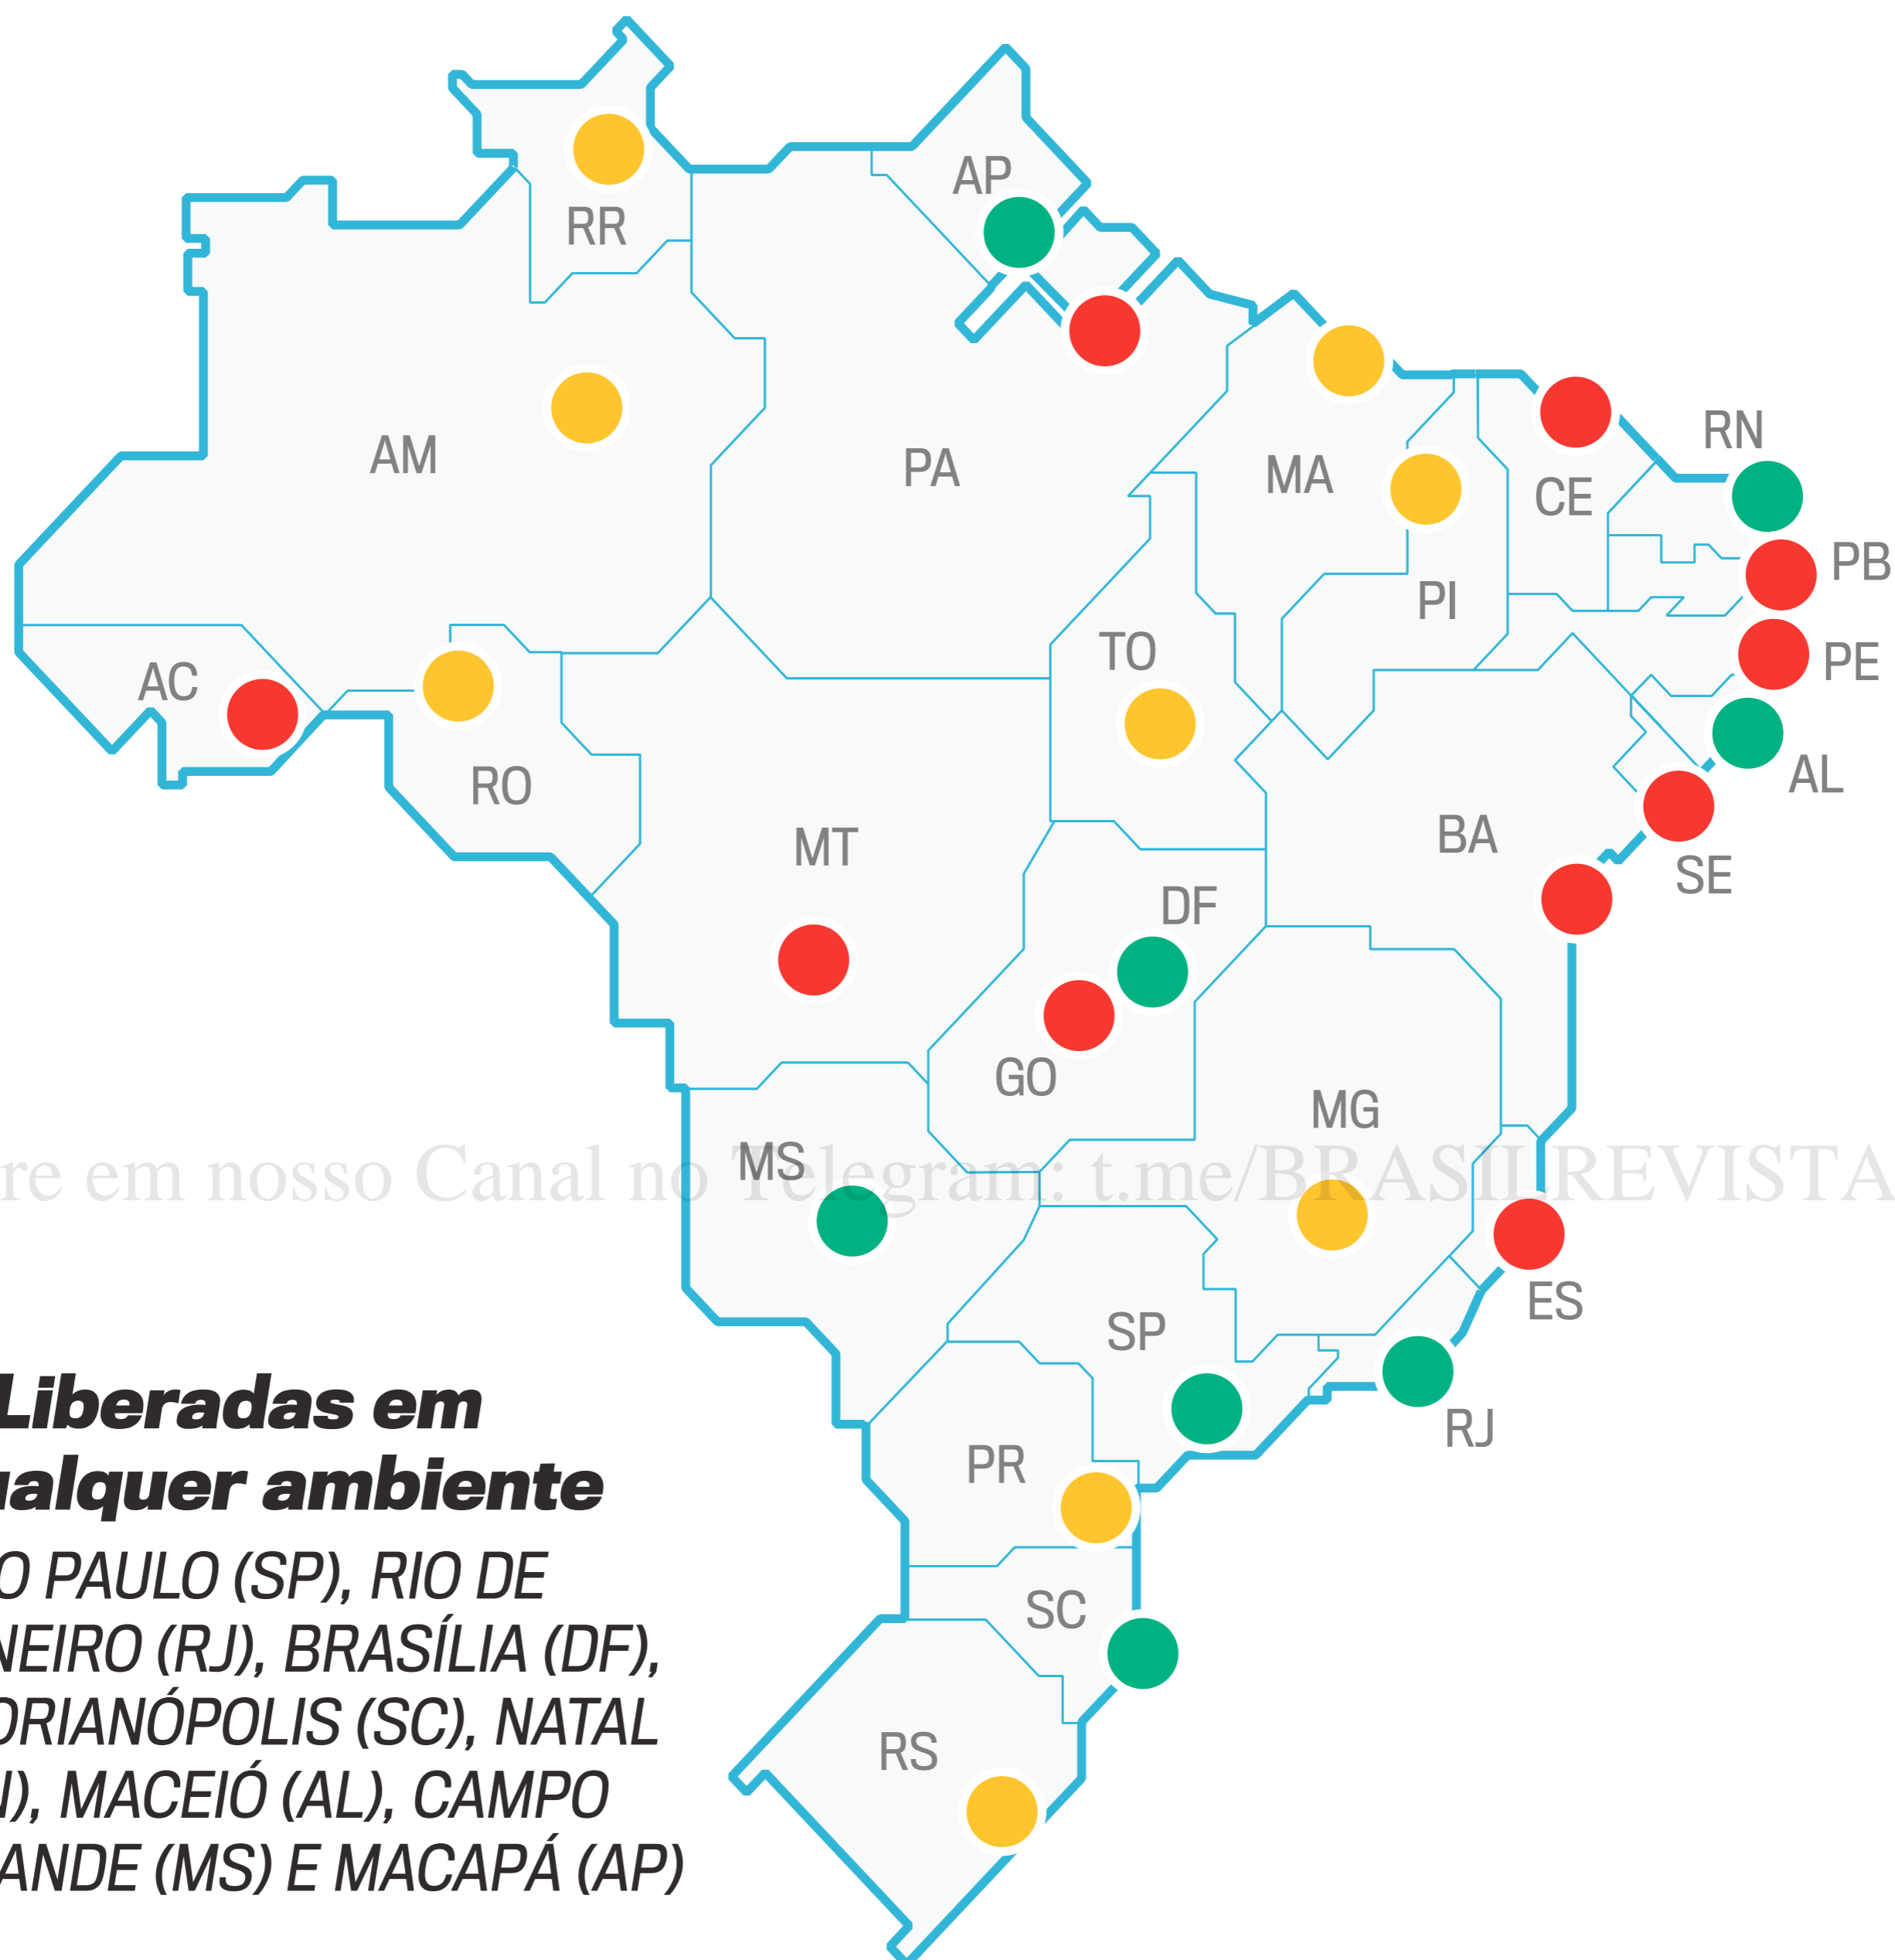 AP
RR
RN
AM
PA
MA
CE
PB
PI
TO
PE
AC
AL
RO
MT
BA
SE
DF
GO
MG
MS
re em nosso Canal no Telegram: t.me/BRASILREVISTA
ES
SP
RJ
PR
SC
RS
Liberadas em
ualquer ambiente
O PAULO (SP), RIO DE
NEIRO (RJ), BRASÍLIA (DF),
ORIANÓPOLIS (SC), NATAL
N), MACEIÓ (AL), CAMPO
ANDE (MS) E MACAPÁ (AP)